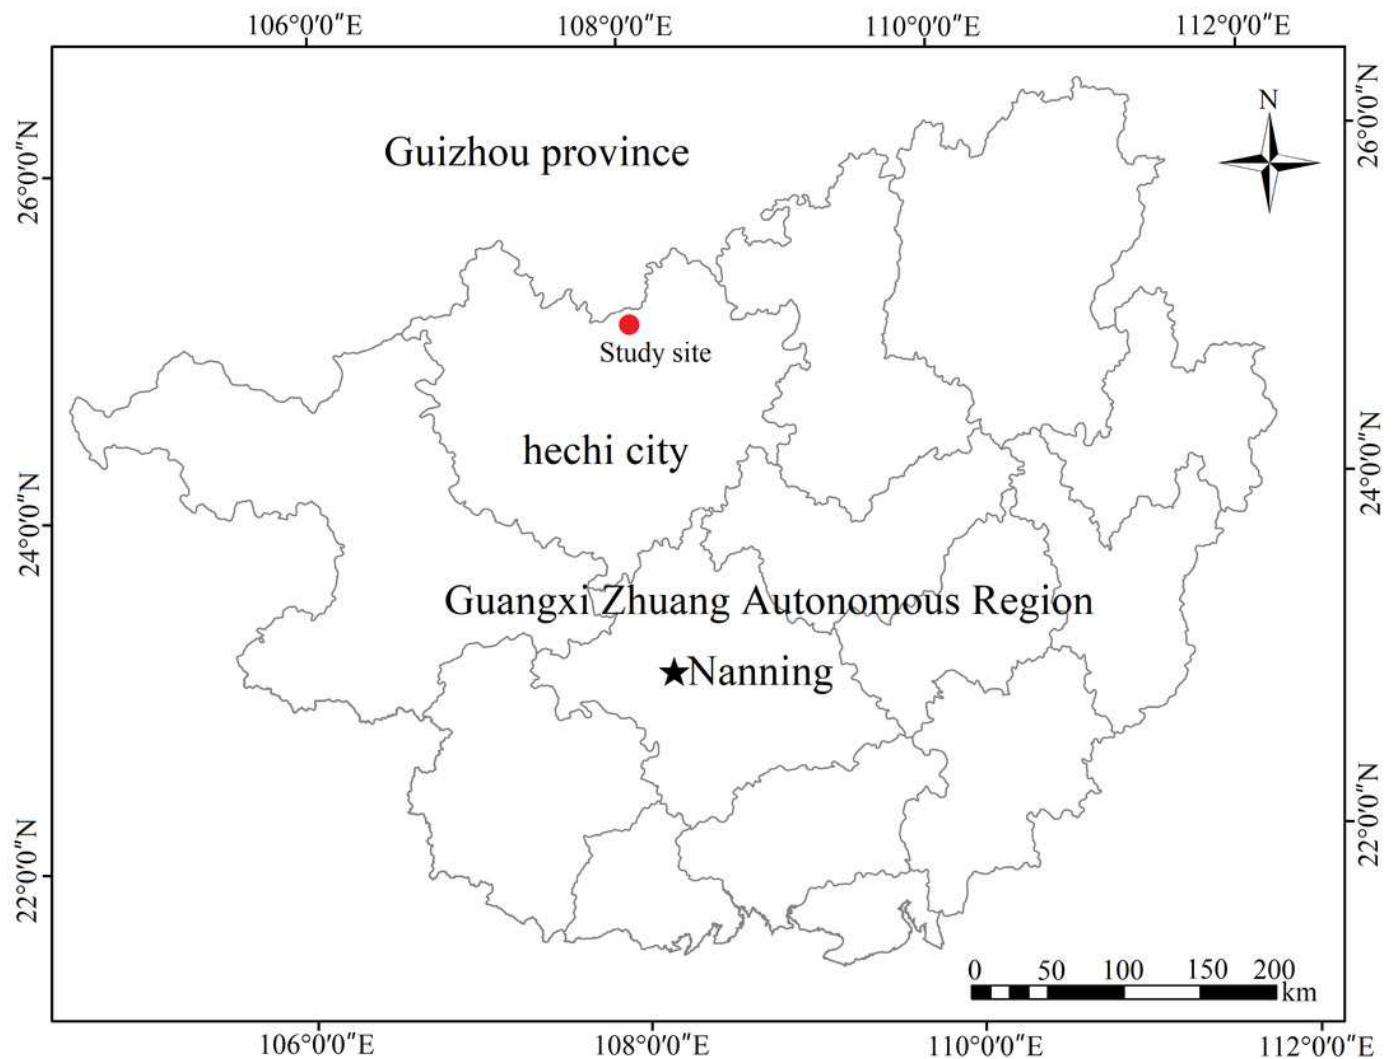 106°0′0″E 108°0′0″E 110°0′0″E 112°0′0″E
26°0′0″N
26°0′0″N
N
Guizhou province
Study site
hechi city
24°0′0″N
24°0′0″N
Guangxi Zhuang Autonomous Region
Nanning
22°0′0″N
22°0′0″N
0 50 100 150 200
km
106°0′0″E 108°0′0″E 110°0′0″E 112°0′0″E